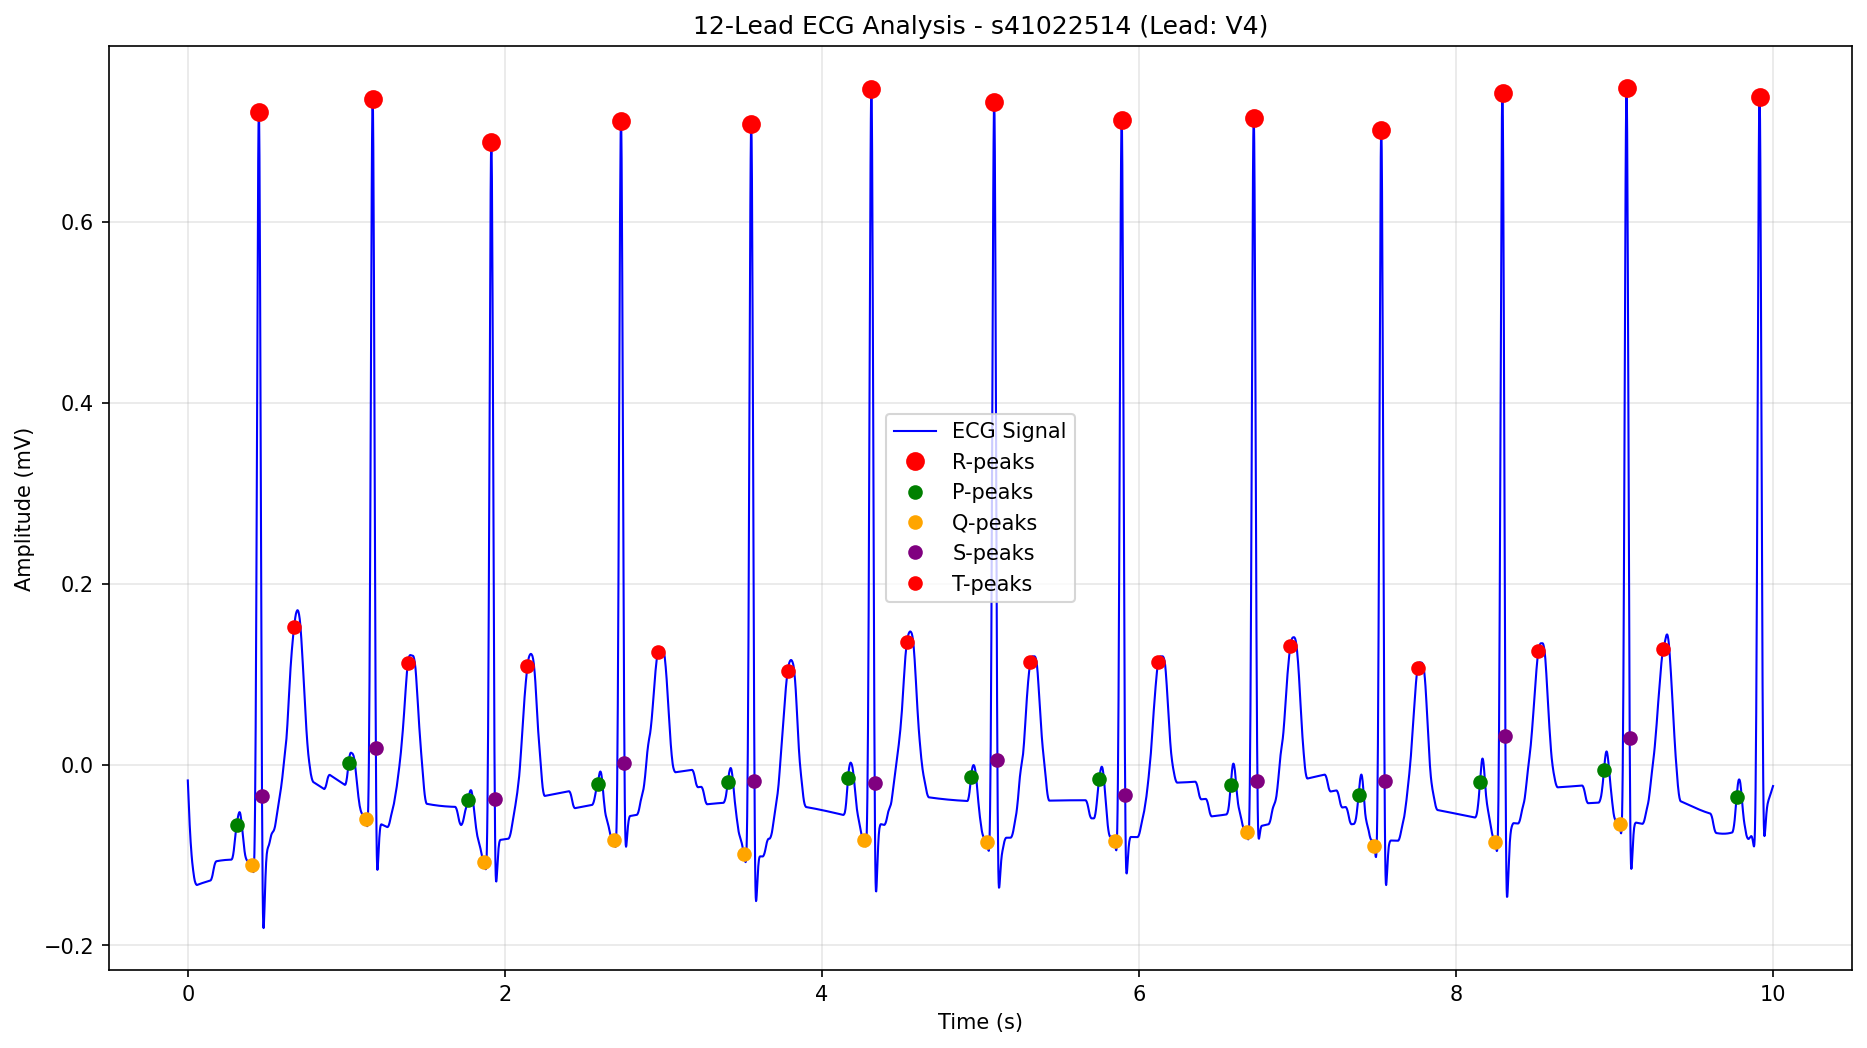 12-Lead ECG Analysis - s41022514 (Lead: V4)
Amplitude (mV)
0.6
0.4
0.2
0.0
−0.2
ECG Signal
R-peaks
P-peaks
Q-peaks
S-peaks
T-peaks
0 2 4 6 8 10
Time (s)